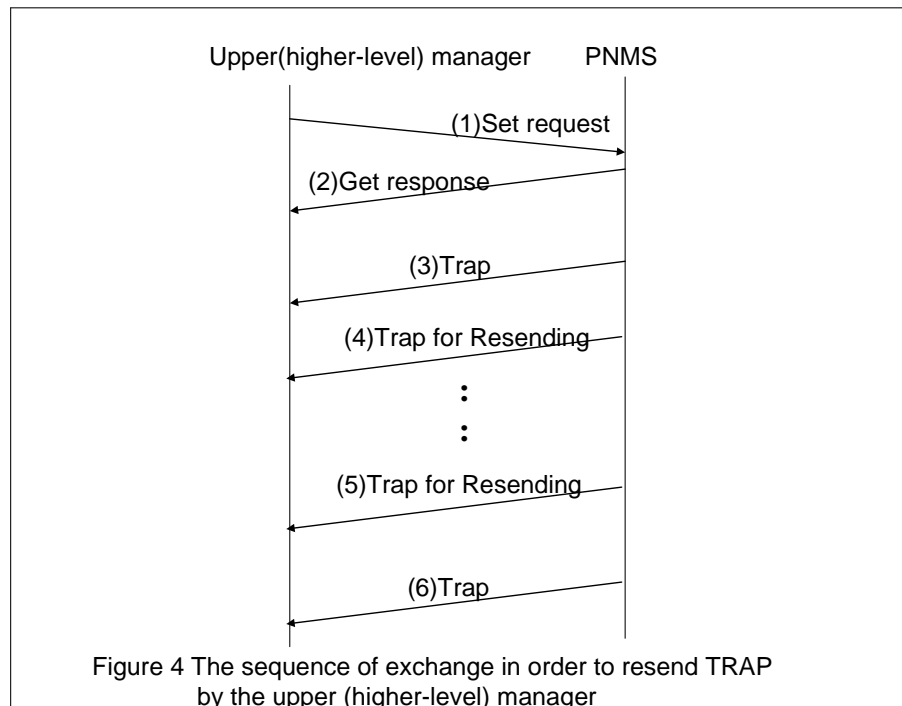 Upper(higher-level) manager PNMS
(1)Set request
(2)Get response
(3)Trap
(4)Trap for Resending
(5)Trap for Resending
(6)Trap
Figure 4 The sequence of exchange in order to resend TRAP
by the upper (higher-level) manager